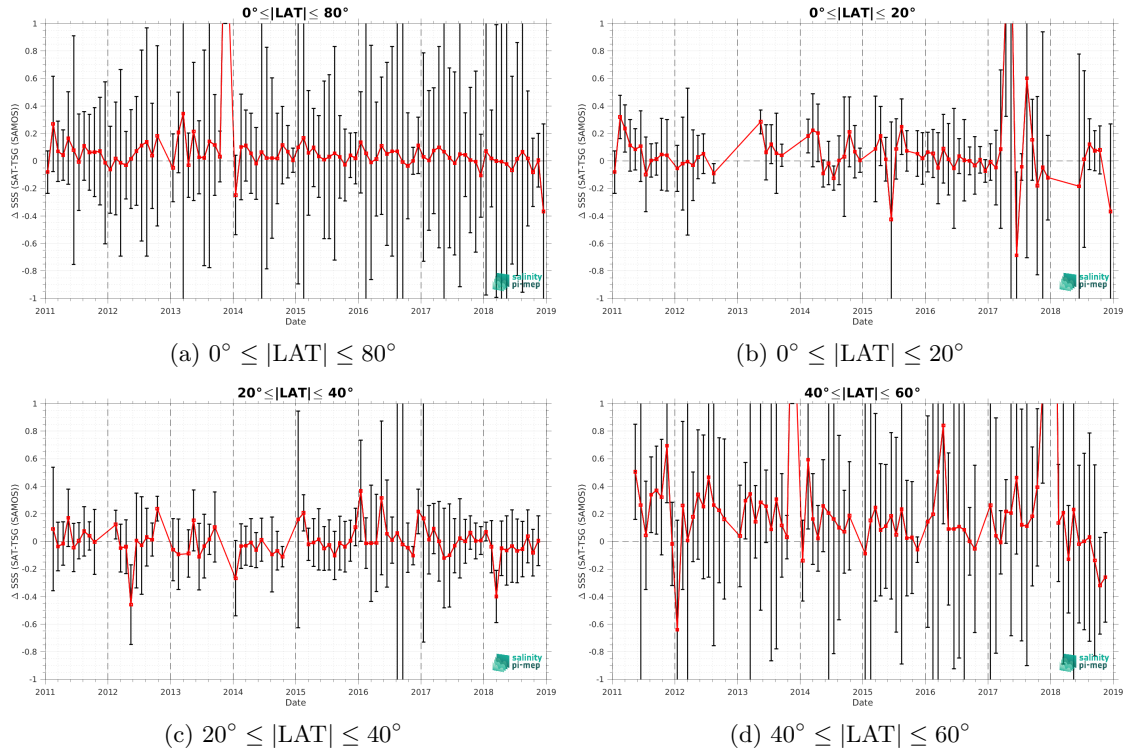 0°≤|LAT|≤ 80°
Δ SSS (SAT-TSG (SAMOS))
1
0.8
0.6
0.4
0.2
0
-0.2
-0.4
-0.6
-0.8
-1
2011 2012 2013 2014 2015 2016 2017 2018 2019
Date
salinity
pi-mep
(a) 0° ≤ |LAT| ≤ 80°
0°≤|LAT|≤ 20°
Δ SSS (SAT-TSG (SAMOS))
1
0.8
0.6
0.4
0.2
0
-0.2
-0.4
-0.6
-0.8
-1
2011 2012 2013 2014 2015 2016 2017 2018 2019
Date
salinity
pi-mep
(b) 0° ≤ |LAT| ≤ 20°
20°≤|LAT|≤ 40°
Δ SSS (SAT-TSG (SAMOS))
1
0.8
0.6
0.4
0.2
0
-0.2
-0.4
-0.6
-0.8
-1
2011 2012 2013 2014 2015 2016 2017 2018 2019
Date
salinity
pi-mep
(c) 20° ≤ |LAT| ≤ 40°
40°≤|LAT|≤ 60°
Δ SSS (SAT-TSG (SAMOS))
1
0.8
0.6
0.4
0.2
0
-0.2
-0.4
-0.6
-0.8
-1
2011 2012 2013 2014 2015 2016 2017 2018 2019
Date
salinity
pi-mep
(d) 40° ≤ |LAT| ≤ 60°